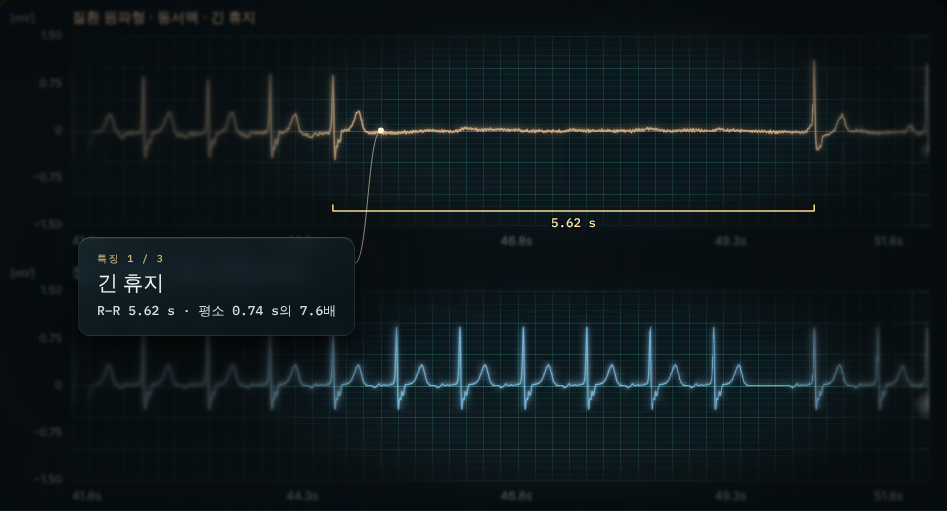 [mV]
질환 원파형 · 동서맥 · 긴 휴지
1.50
0.75
0
−0.75
−1.50
46.8s
49.3s
51.8s
5.62 s
특징 1 / 3
긴 휴지
R-R 5.62 s · 평소 0.74 s의 7.6배
[mV]
1.50
0.75
0
−0.75
−1.50
41.8s
44.3s
46.8s
49.3s
51.8s